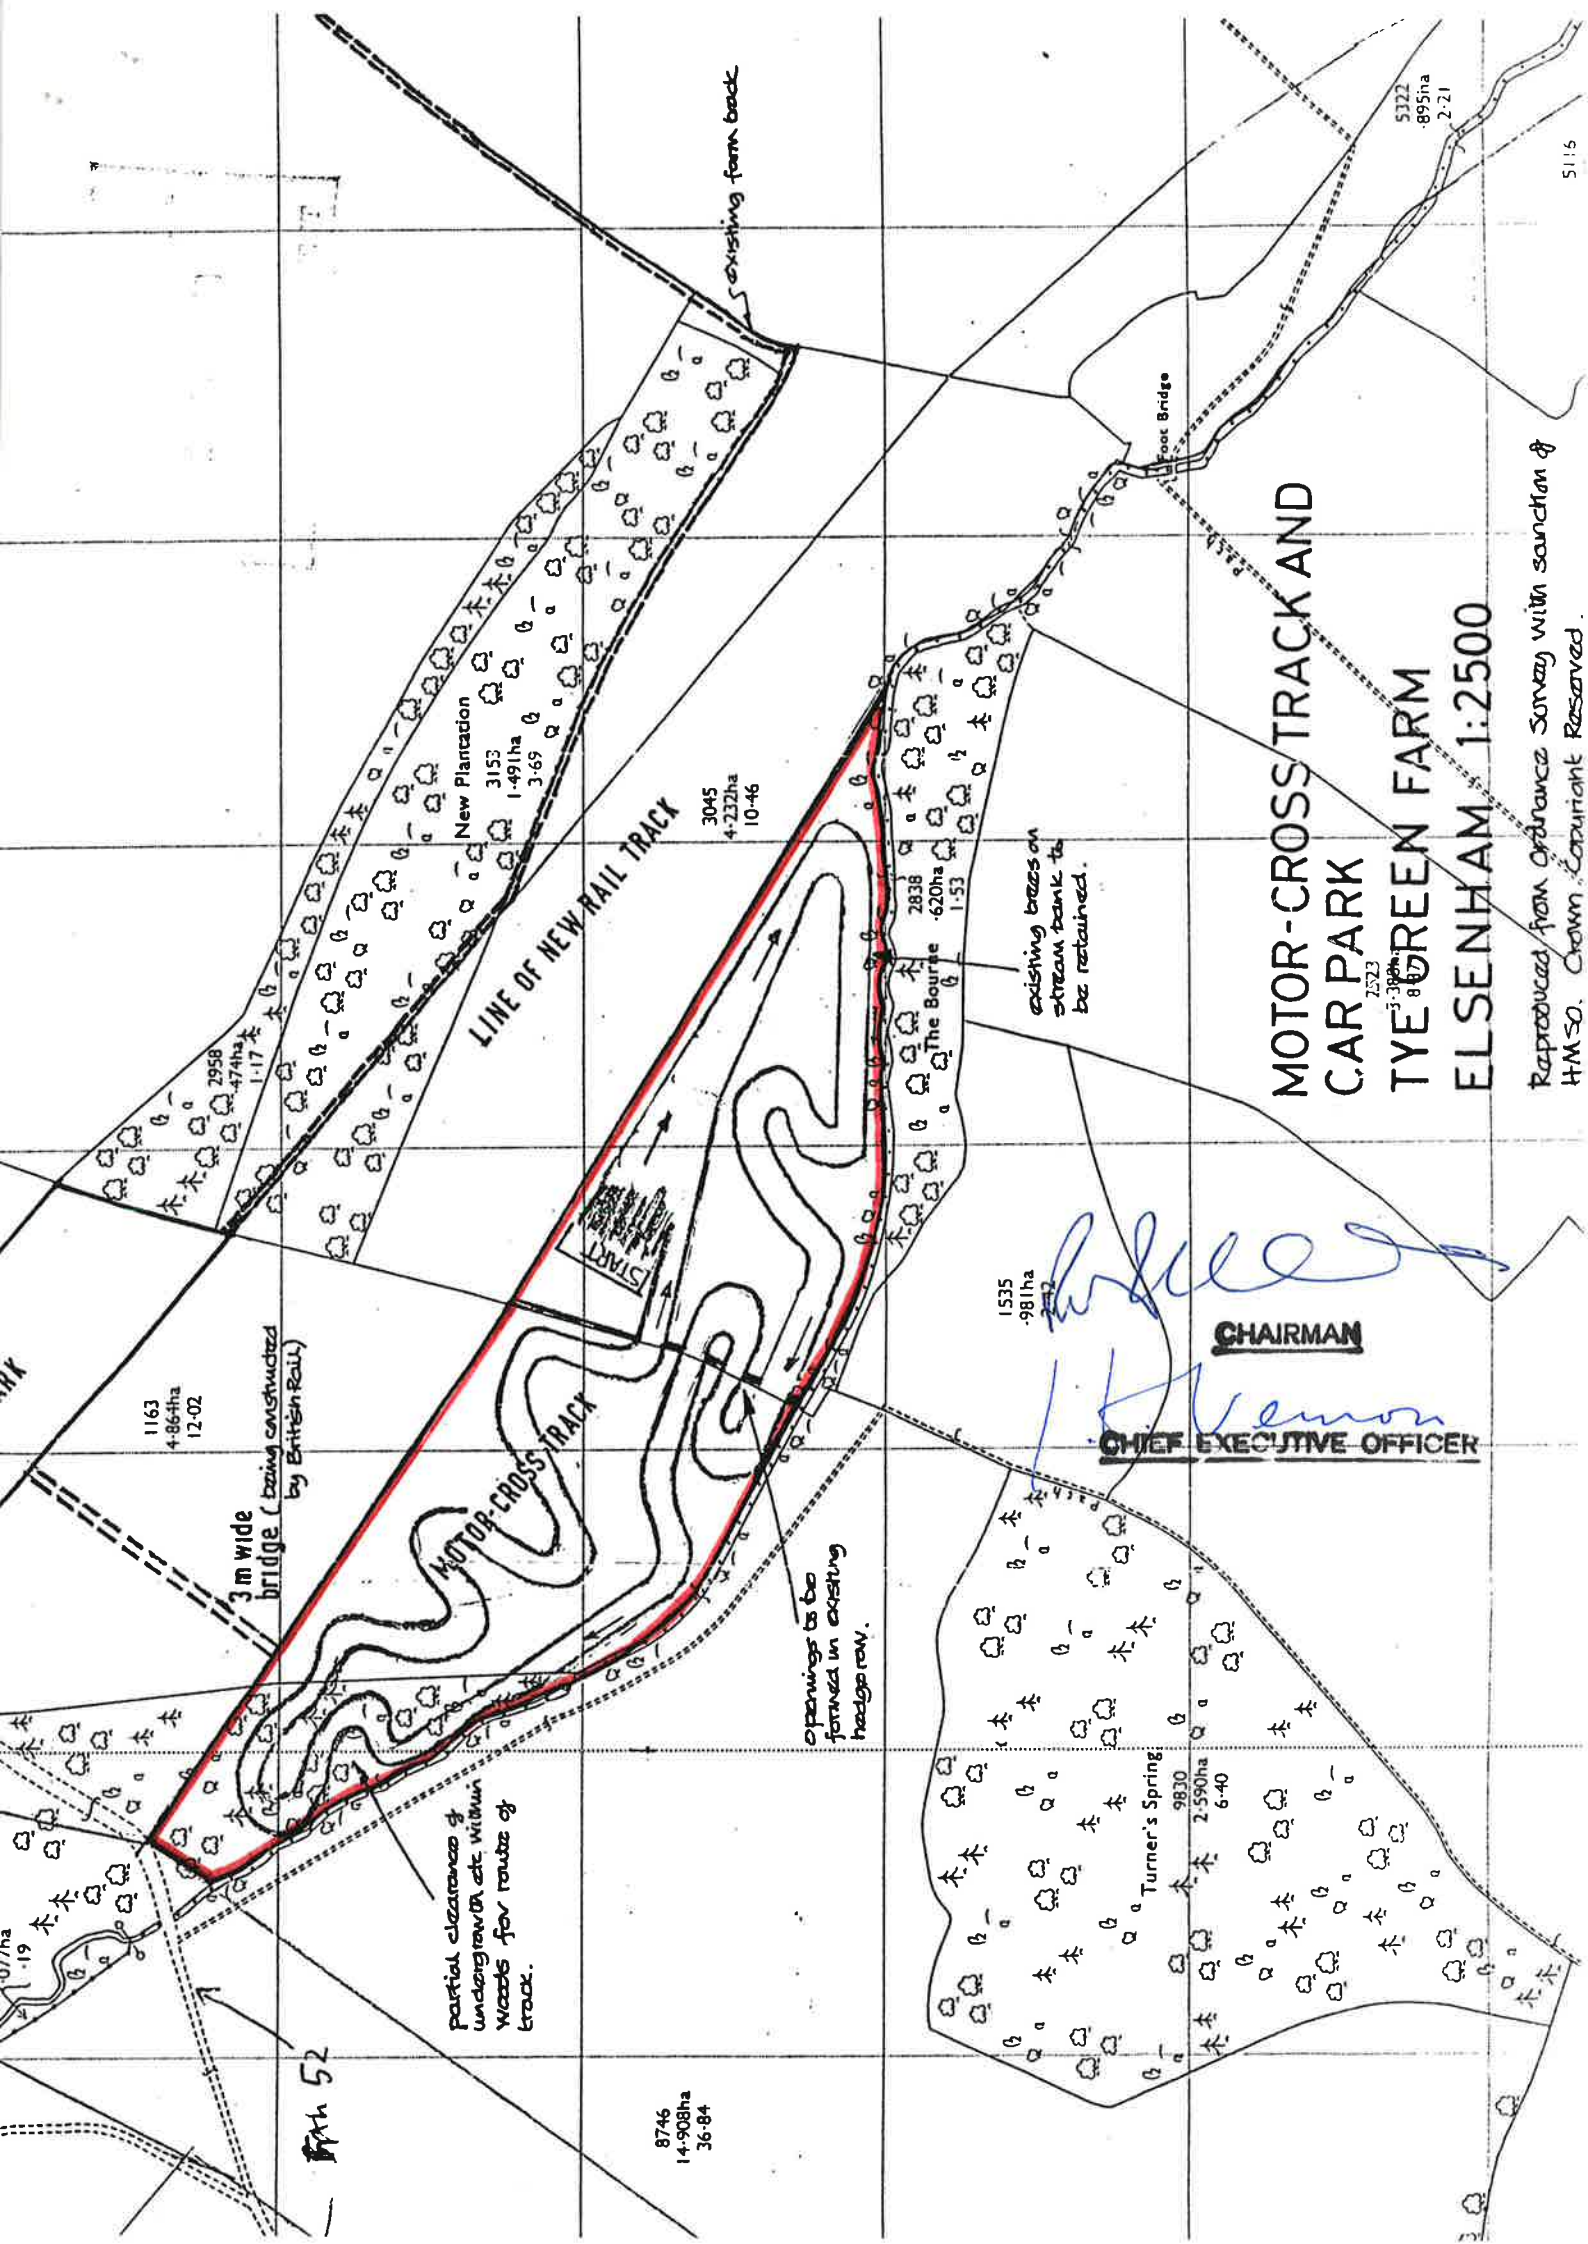 MOTOR-CROSS TRACK AND
CAR PARK
TYE GREEN FARM
ELSENHAM 1:2500
Reproduced from Ordnance Survey with sanction of
HMSO. Crown Copyright Reserved.
existing farm track
New Plantation
3153
1·491ha
3·69
2958
·474ha
1·17
LINE OF NEW RAIL TRACK
3045
4·232ha
10·46
1163
4·864ha
12·02
3 m wide
bridge (being constructed
by British Rail)
START
MOTOR-CROSS TRACK
2838
·620ha
1·53
The Bourne
existing trees on
stream bank to
be retained.
openings to be
formed in existing
hedgerow.
partial clearance of
undergrowth etc within
woods for route of
track.
Path 52
8746
14·908ha
36·84
Turner's Spring
9830
2·590ha
6·40
Path
1535
·981ha
CHAIRMAN
CHIEF EXECUTIVE OFFICER
Foot Bridge
Path
5322
·895ha
2·21
5116
2523
·19